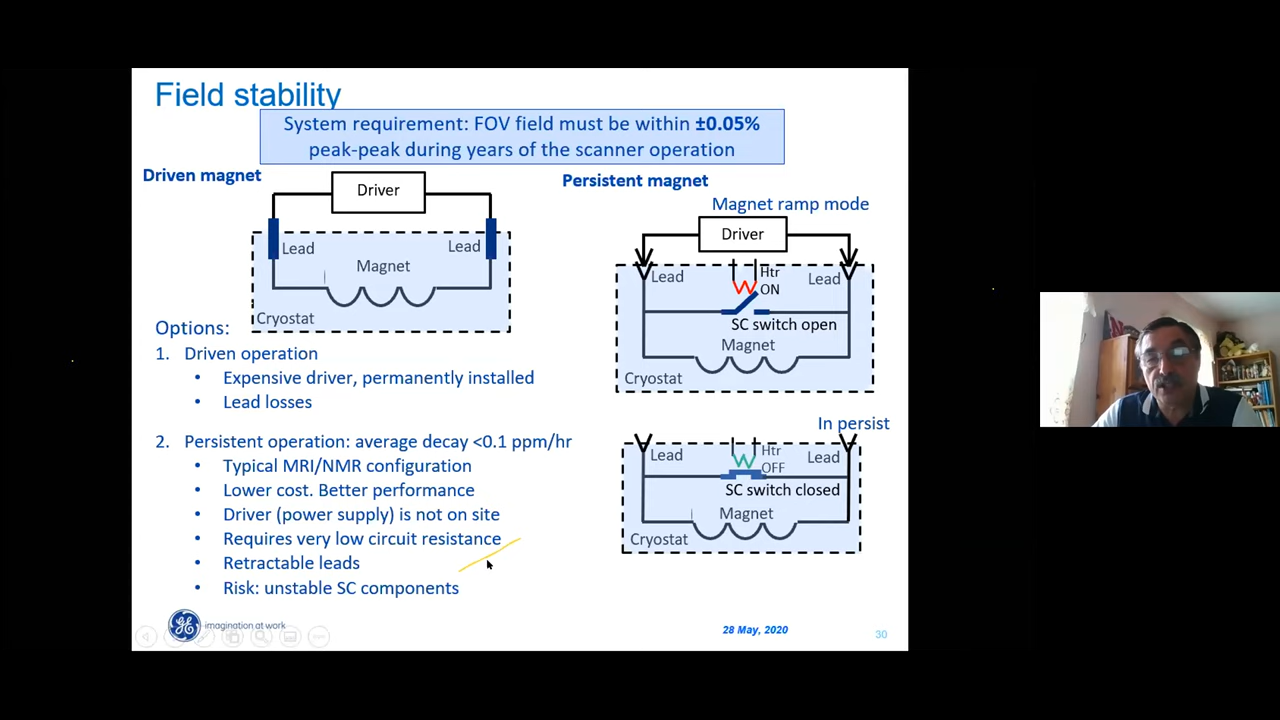 Field stability
System requirement: FOV field must be within ±0.05%
peak-peak during years of the scanner operation
Driven magnet
Driver
Lead
Lead
Magnet
Cryostat
Options:
1. Driven operation
• Expensive driver, permanently installed
• Lead losses
2. Persistent operation: average decay <0.1 ppm/hr
• Typical MRI/NMR configuration
• Lower cost. Better performance
• Driver (power supply) is not on site
• Requires very low circuit resistance
• Retractable leads
• Risk: unstable SC components
Persistent magnet
Magnet ramp mode
Driver
Lead
Htr
ON
Lead
SC switch open
Magnet
Cryostat
In persist
Lead
Htr
OFF
Lead
SC switch closed
Magnet
Cryostat
GE
imagination at work
28 May, 2020
30